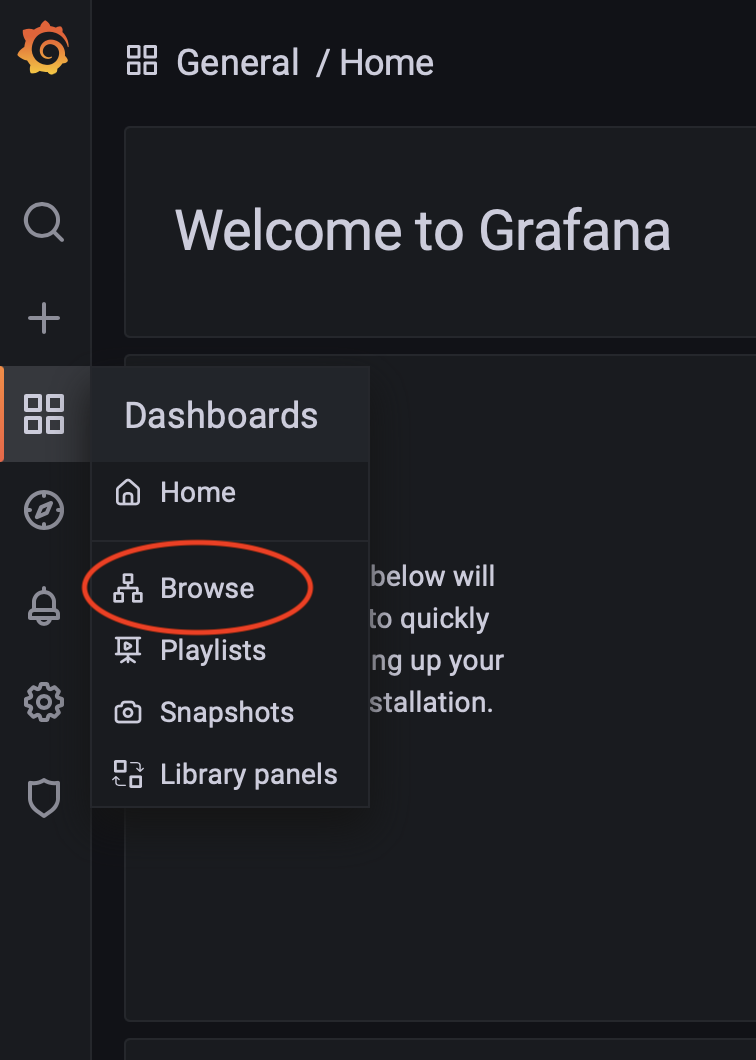 General / Home
Welcome to Grafana
Dashboards
Home
Browse
Playlists
Snapshots
Library panels
below will
to quickly
ng up your
stallation.